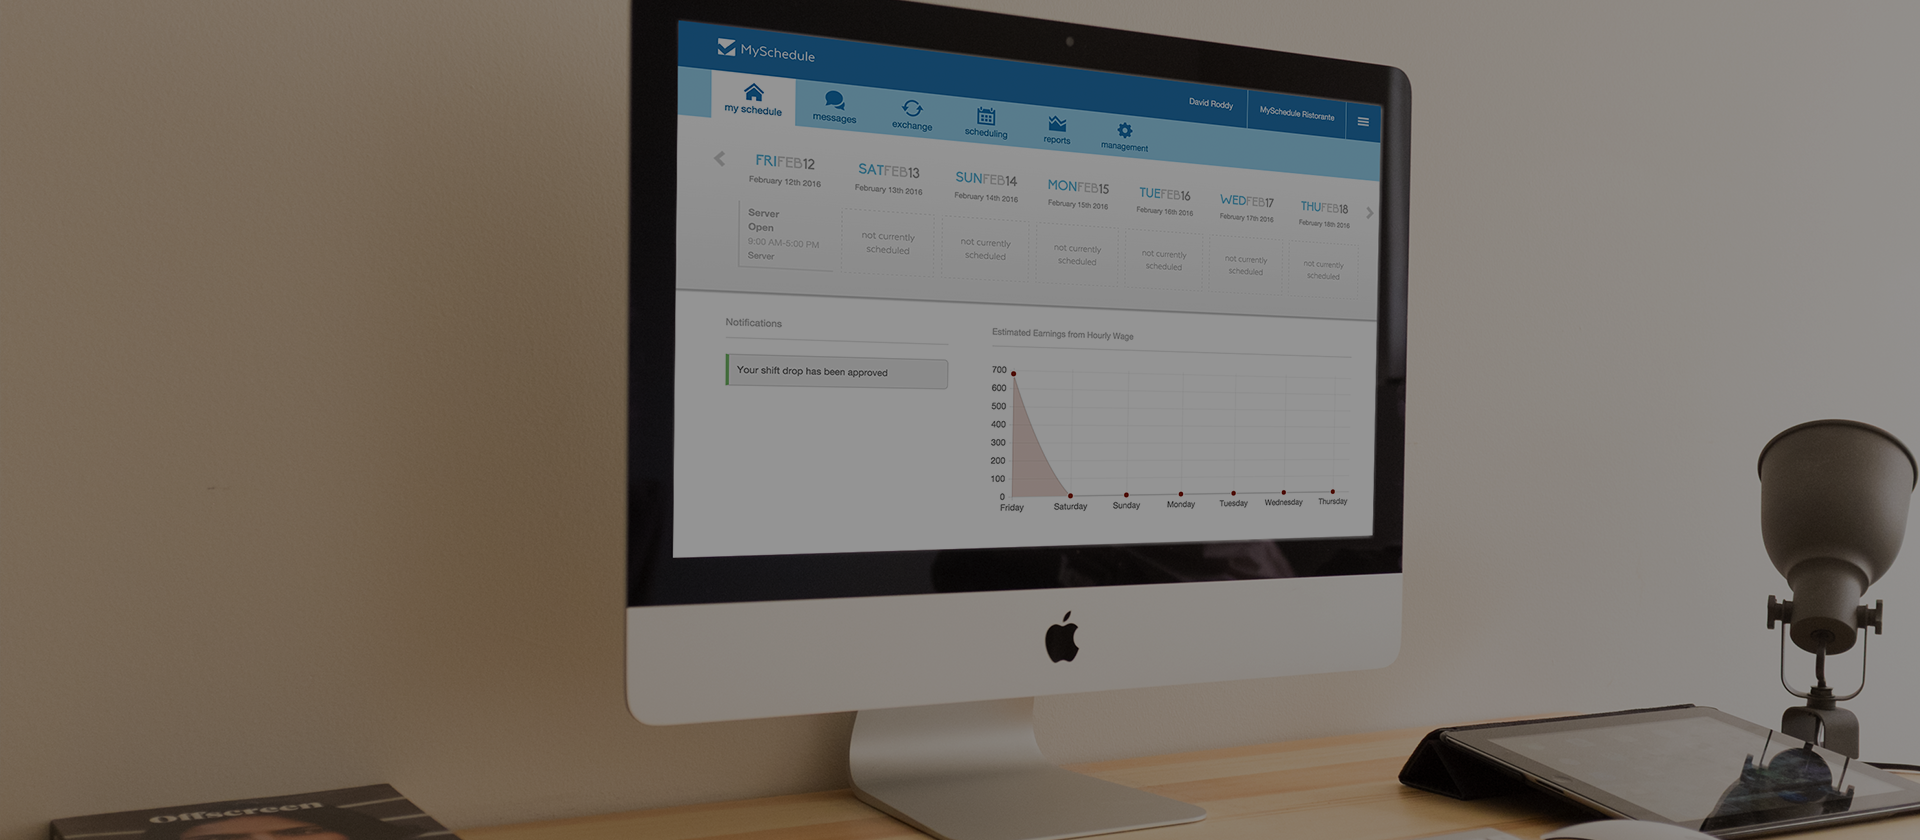 MySchedule
David Roddy
MySchedule Ristorante
my schedule
messages
exchange
scheduling
reports
management
FRIFEB12
February 12th 2016
SATFEB13
February 13th 2016
SUNFEB14
February 14th 2016
MONFEB15
February 15th 2016
TUEFEB16
February 16th 2016
WEDFEB17
February 17th 2016
THUFEB18
February 18th 2016
Server
Open
9:00 AM-5:00 PM
Server
not currently
scheduled
not currently
scheduled
not currently
scheduled
not currently
scheduled
not currently
scheduled
not currently
scheduled
Notifications
Your shift drop has been approved
Estimated Earnings from Hourly Wage
700
600
500
400
300
200
100
0
Friday
Saturday
Sunday
Monday
Tuesday
Wednesday
Thursday
Offscreen